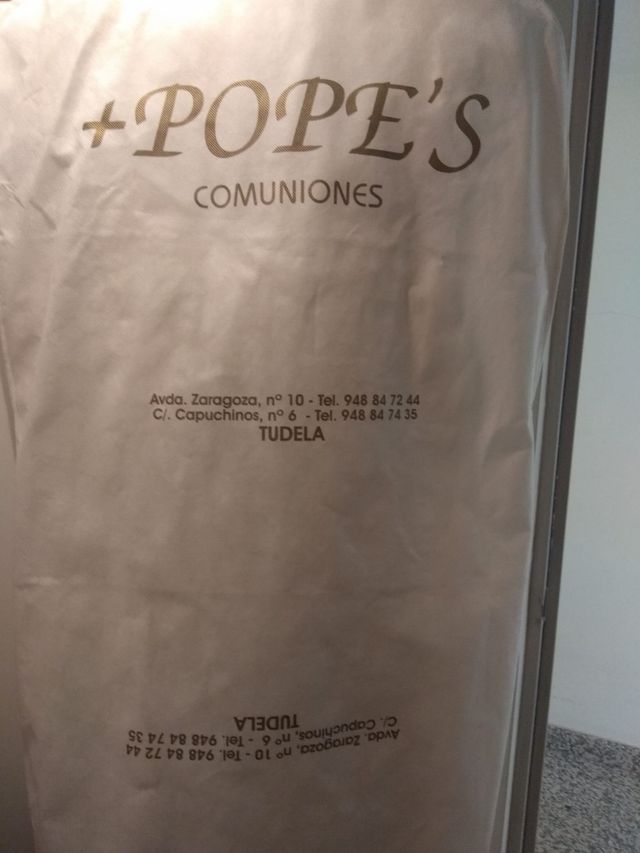 +POPE'S
COMUNIONES
Avda. Zaragoza, nº 10 - Tel. 948 84 72 44
C/. Capuchinos, nº 6 - Tel. 948 84 74 35
TUDELA
Avda. Zaragoza, nº 10 - Tel. 948 84 72 44
C/. Capuchinos, nº 6 - Tel. 948 84 74 35
TUDELA